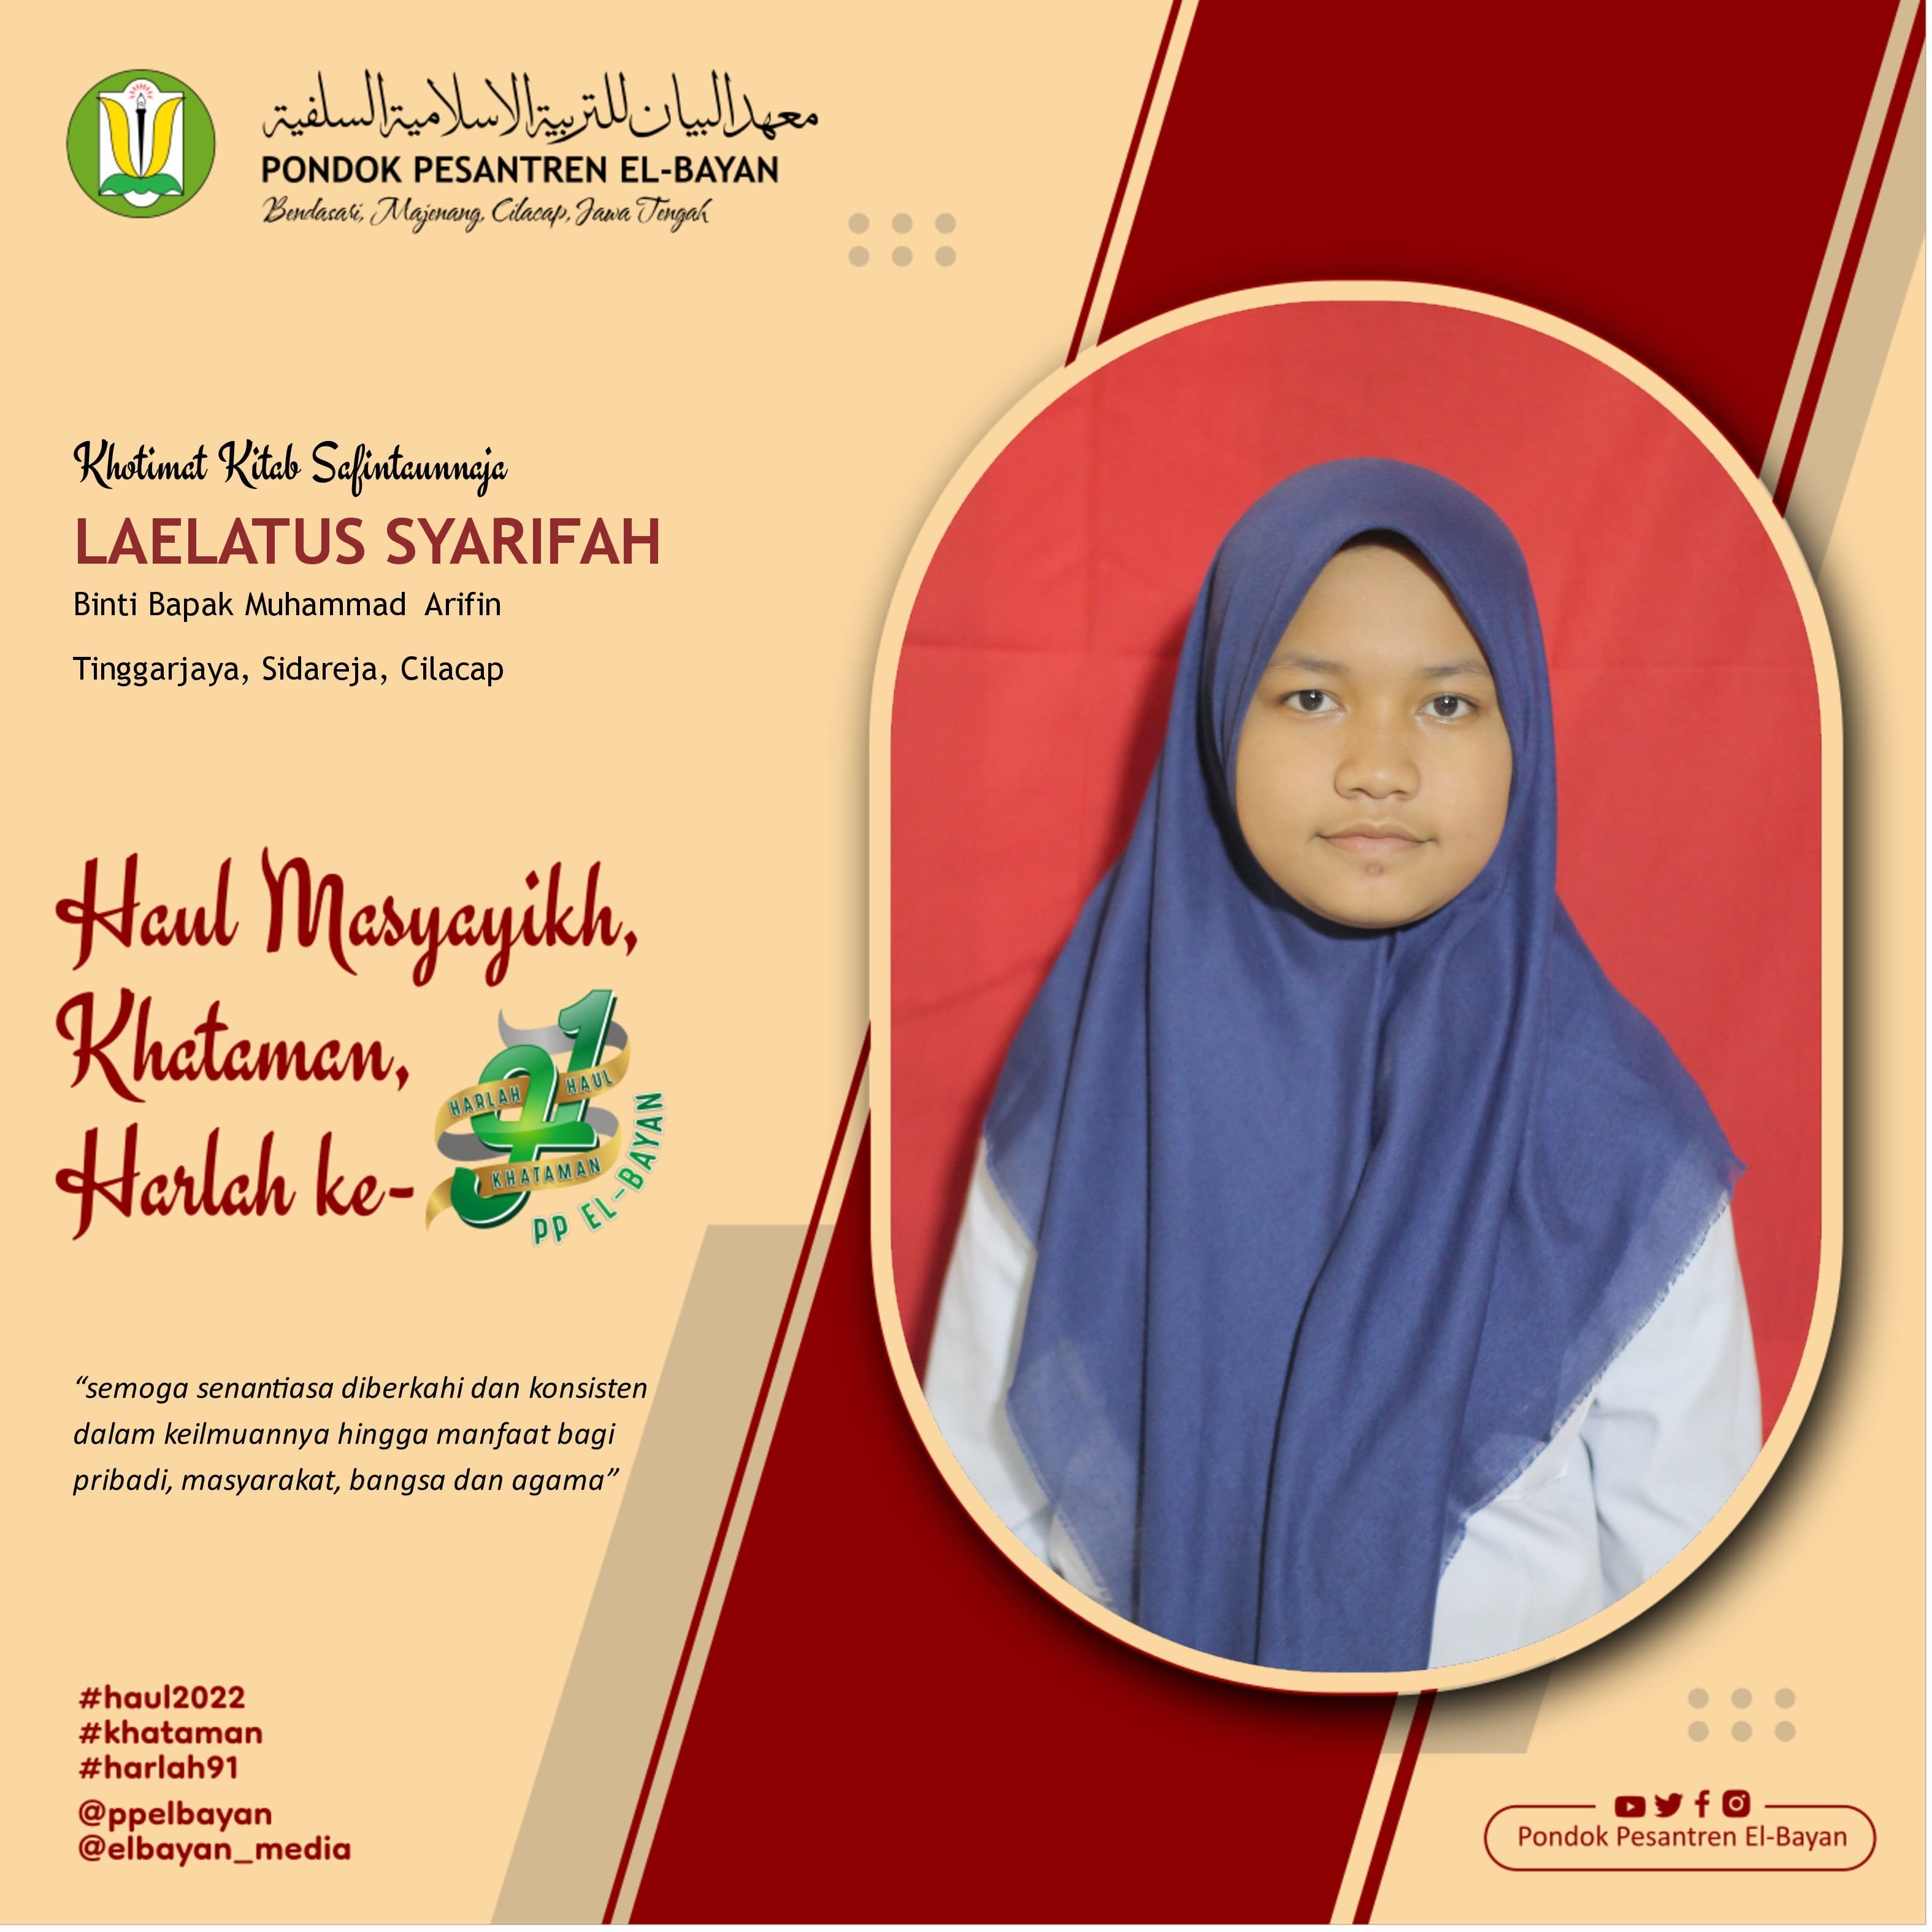 معهد البيان للتربية الاسلامية السلفية
PONDOK PESANTREN EL-BAYAN
Bendasari, Majenang, Cilacap, Jawa Tengah
Khotimat Kitab Safintaunnaja
LAELATUS SYARIFAH
Binti Bapak Muhammad Arifin
Tinggarjaya, Sidareja, Cilacap
Haul Masyayikh,
Khataman,
Harlah ke-
91
HARLAH HAUL
KHATAMAN
PP EL-BAYAN
“semoga senantiasa diberkahi dan konsisten
dalam keilmuannya hingga manfaat bagi
pribadi, masyarakat, bangsa dan agama”
#haul2022
#khataman
#harlah91
@ppelbayan
@elbayan_media
Pondok Pesantren El-Bayan